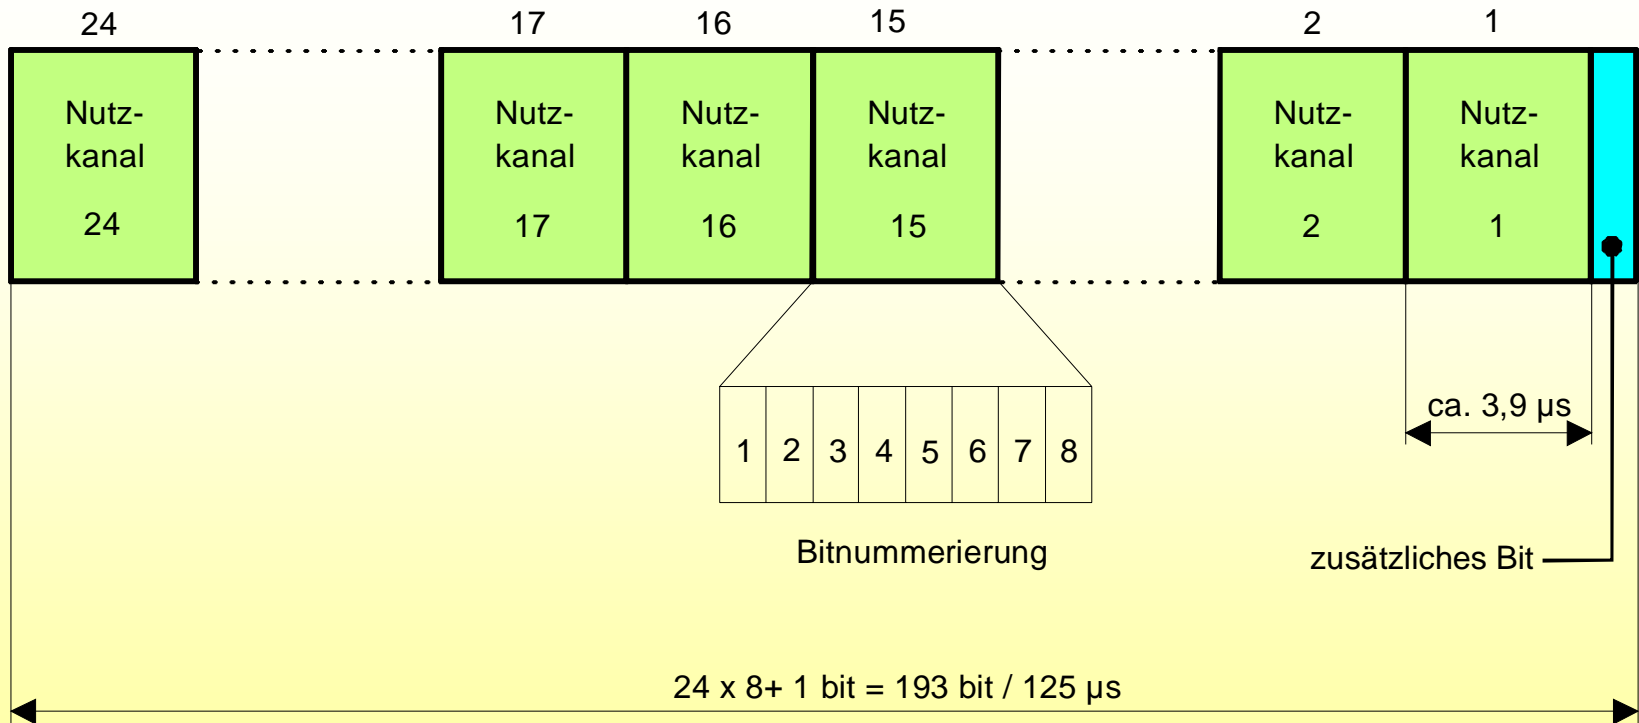 24 17 16 15 2 1
Nutz- Nutz- Nutz- Nutz- Nutz- Nutz-
kanal kanal kanal kanal kanal kanal
24 17 16 15 2 1
ca. 3,9 µs
1 2 3 4 5 6 7 8
Bitnummerierung
zusätzliches Bit
24 x 8+ 1 bit = 193 bit / 125 µs